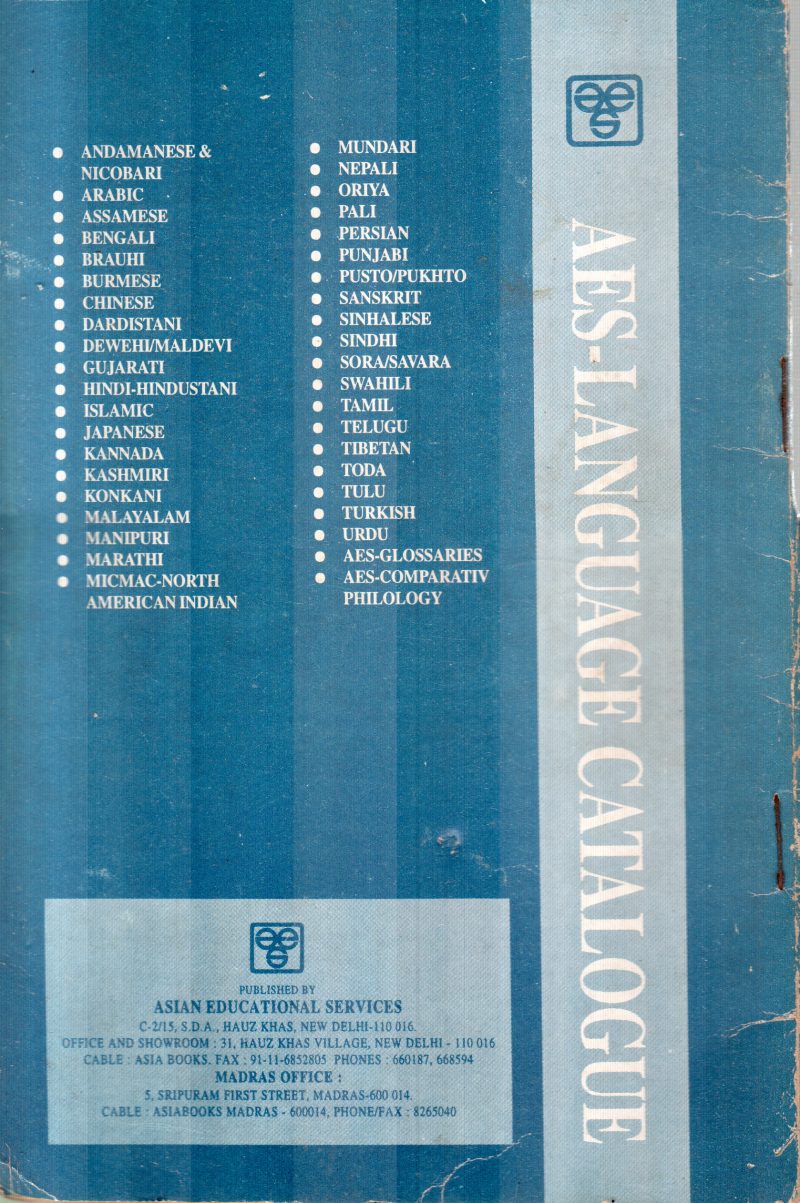 ANDAMANESE &
NICOBARI
ARABIC
ASSAMESE
BENGALI
BRAUHI
BURMESE
CHINESE
DARDISTANI
DEWEHI/MALDEVI
GUJARATI
HINDI-HINDUSTANI
ISLAMIC
JAPANESE
KANNADA
KASHMIRI
KONKANI
MALAYALAM
MANIPURI
MARATHI
MICMAC-NORTH
AMERICAN INDIAN
MUNDARI
NEPALI
ORIYA
PALI
PERSIAN
PUNJABI
PUSTO/PUKHTO
SANSKRIT
SINHALESE
SINDHI
SORA/SAVARA
SWAHILI
TAMIL
TELUGU
TIBETAN
TODA
TULU
TURKISH
URDU
AES-GLOSSARIES
AES-COMPARATIV
PHILOLOGY
aes
AES-LANGUAGE CATALOGUE
aes
PUBLISHED BY
ASIAN EDUCATIONAL SERVICES
C-2/15, S.D.A., HAUZ KHAS, NEW DELHI-110 016.
OFFICE AND SHOWROOM : 31, HAUZ KHAS VILLAGE, NEW DELHI - 110 016
CABLE : ASIA BOOKS. FAX : 91-11-6852805 PHONES : 660187, 668594
MADRAS OFFICE :
5, SRIPURAM FIRST STREET, MADRAS-600 014.
CABLE : ASIABOOKS MADRAS - 600014, PHONE/FAX : 8265040